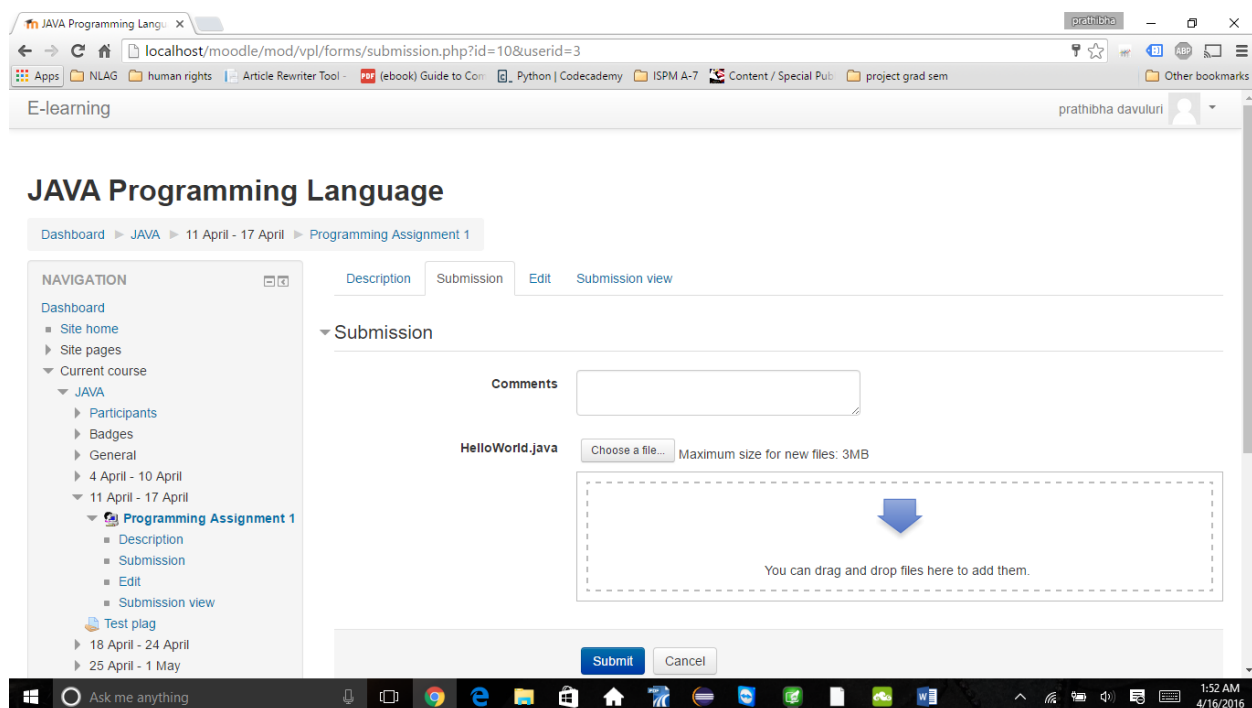 JAVA Programming Langu
prathibha
localhost/moodle/mod/vpl/forms/submission.php?id=10&userid=3
Apps NLAG human rights Article Rewriter Tool - (ebook) Guide to Com Python | Codecademy ISPM A-7 Content / Special Pub project grad sem Other bookmarks
E-learning prathibha davuluri
JAVA Programming Language
Dashboard JAVA 11 April - 17 April Programming Assignment 1
NAVIGATION
Dashboard
Site home
Site pages
Current course
JAVA
Participants
Badges
General
4 April - 10 April
11 April - 17 April
Programming Assignment 1
Description
Submission
Edit
Submission view
Test plag
18 April - 24 April
25 April - 1 May
Description Submission Edit Submission view
Submission
Comments
HelloWorld.java Choose a file... Maximum size for new files: 3MB
You can drag and drop files here to add them.
Submit Cancel
Ask me anything
1:52 AM
4/16/2016